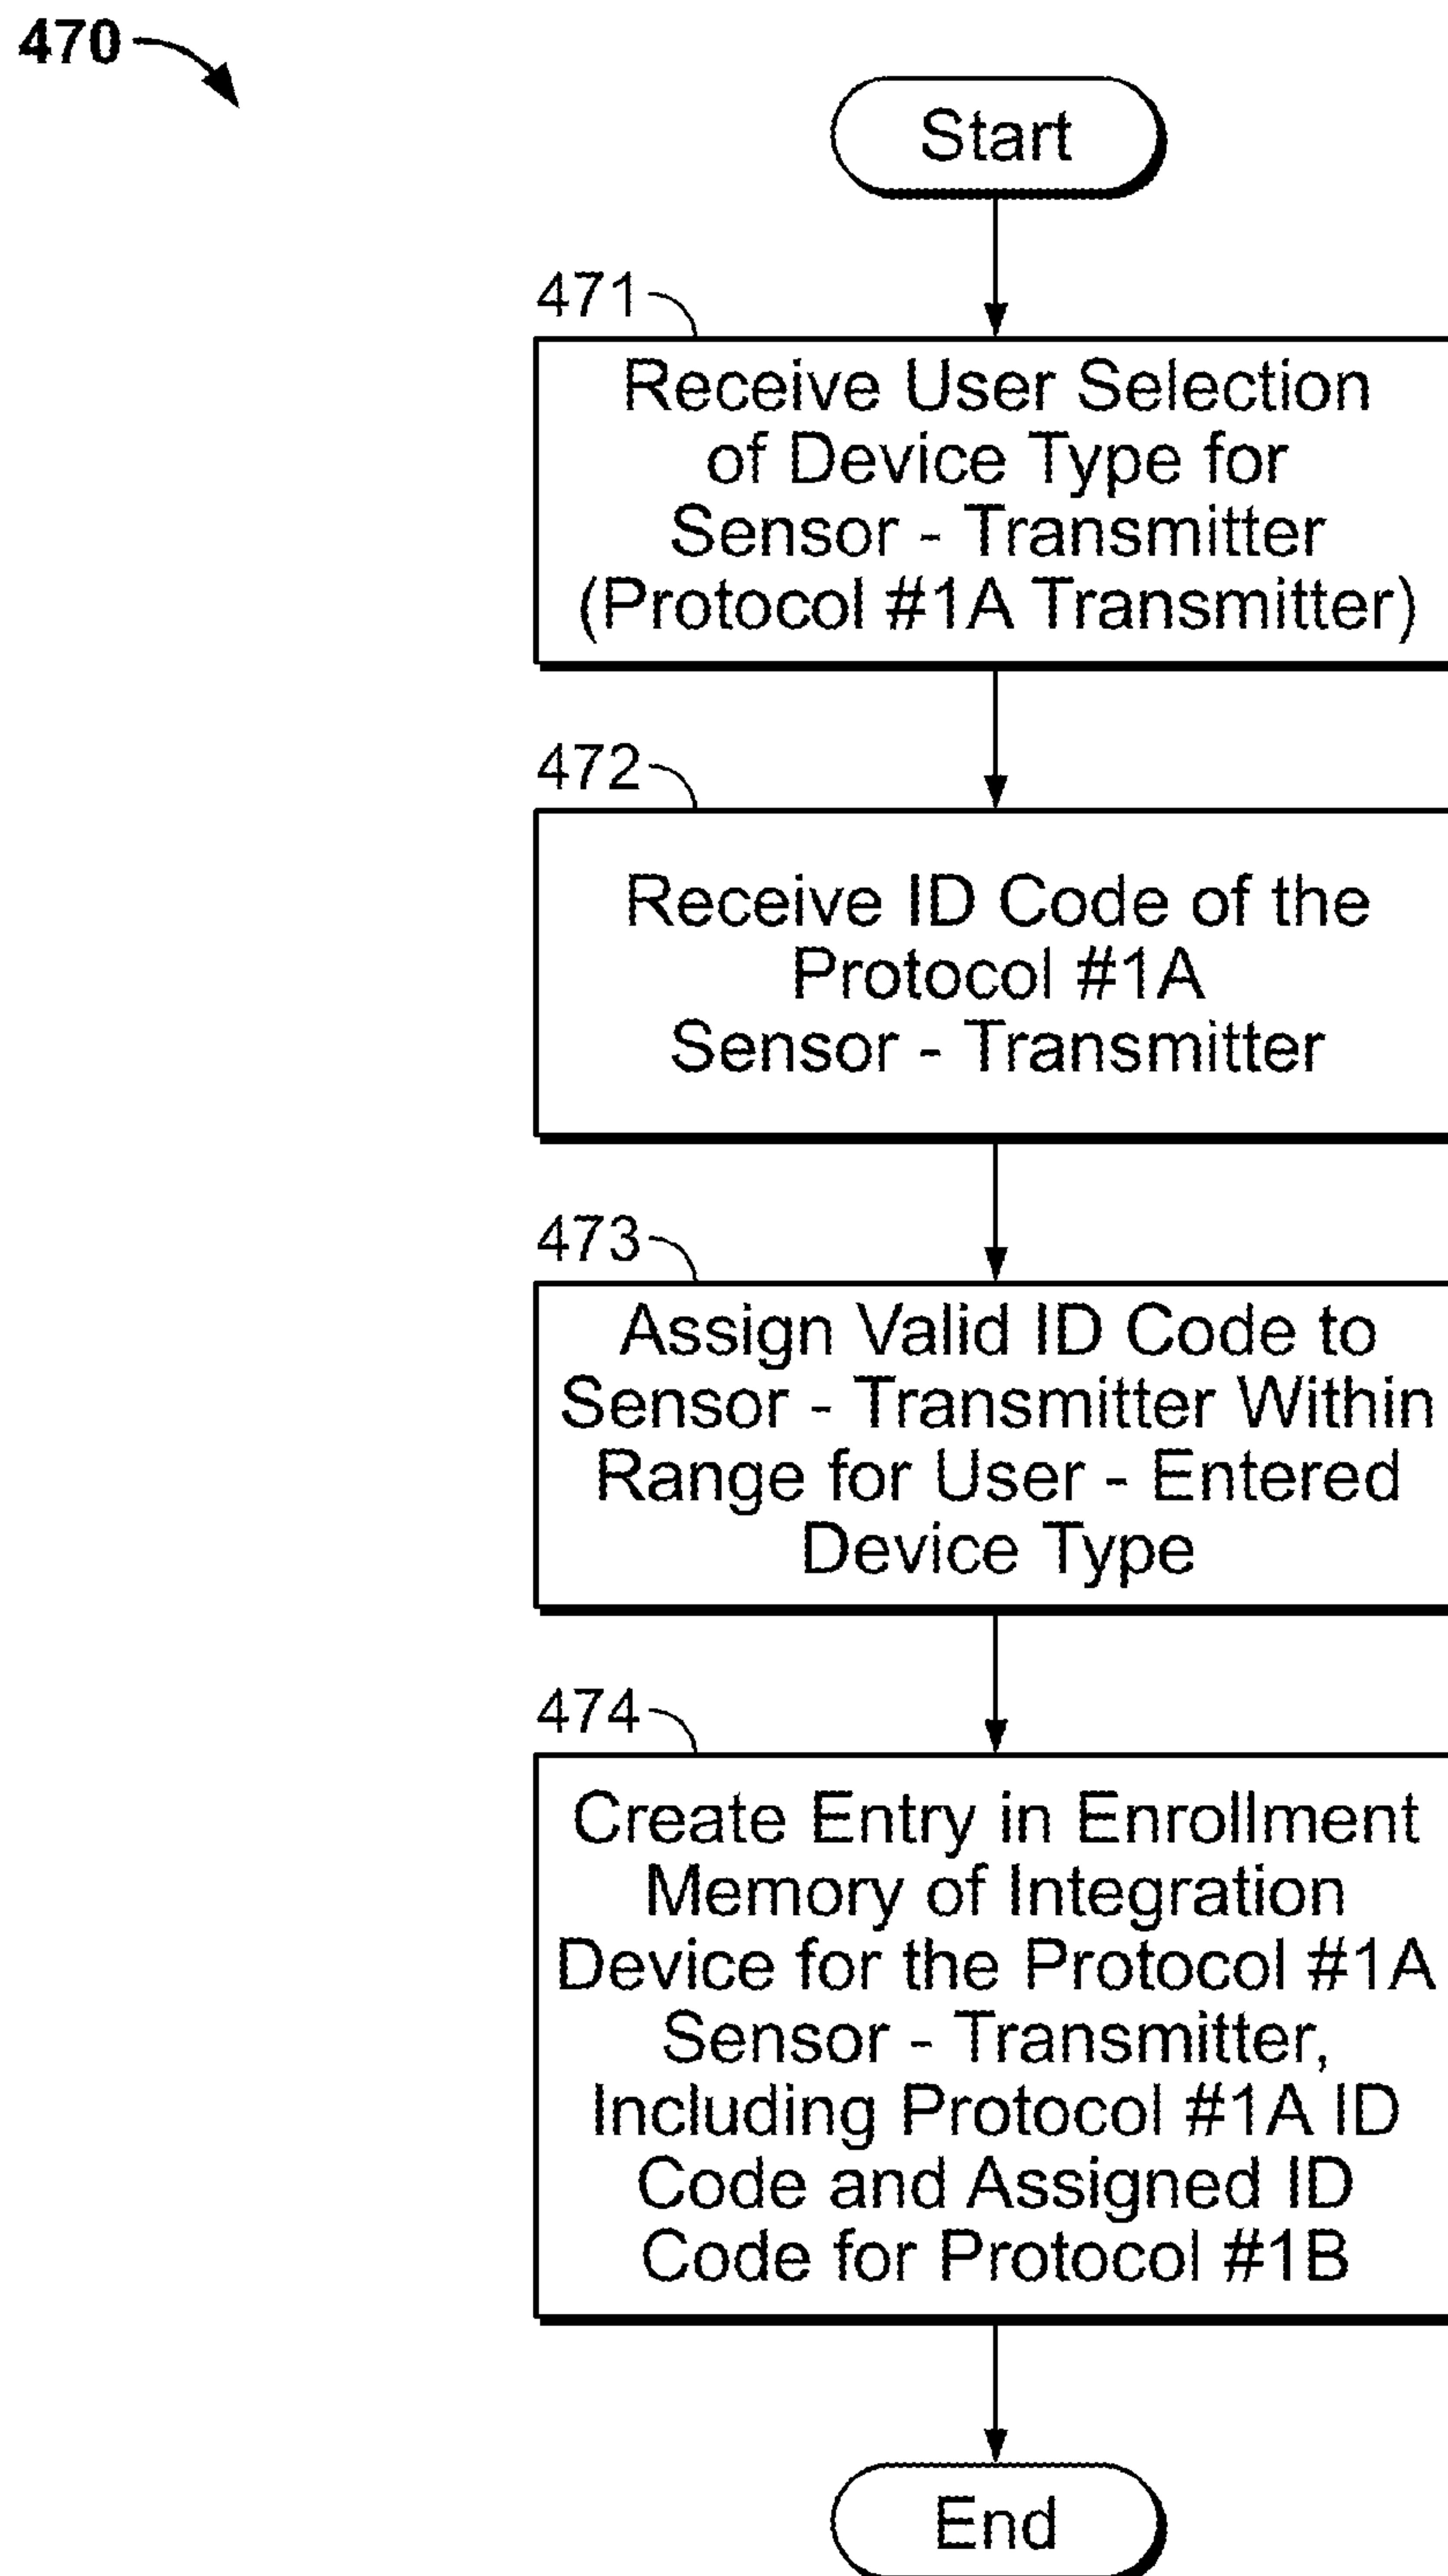 470
Start
471
Receive User Selection
of Device Type for
Sensor - Transmitter
(Protocol #1A Transmitter)
472
Receive ID Code of the
Protocol #1A
Sensor - Transmitter
473
Assign Valid ID Code to
Sensor - Transmitter Within
Range for User - Entered
Device Type
474
Create Entry in Enrollment
Memory of Integration
Device for the Protocol #1A
Sensor - Transmitter,
Including Protocol #1A ID
Code and Assigned ID
Code for Protocol #1B
End